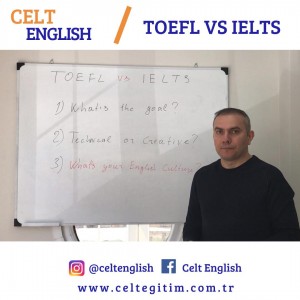 CELT
ENGLISH
TOEFL VS IELTS
TOEFL vs IELTS
1) What's the goal?
2) Technical or Creative?
3) What's your English Culture?
@celtenglish Celt English
www.celtegitim.com.tr